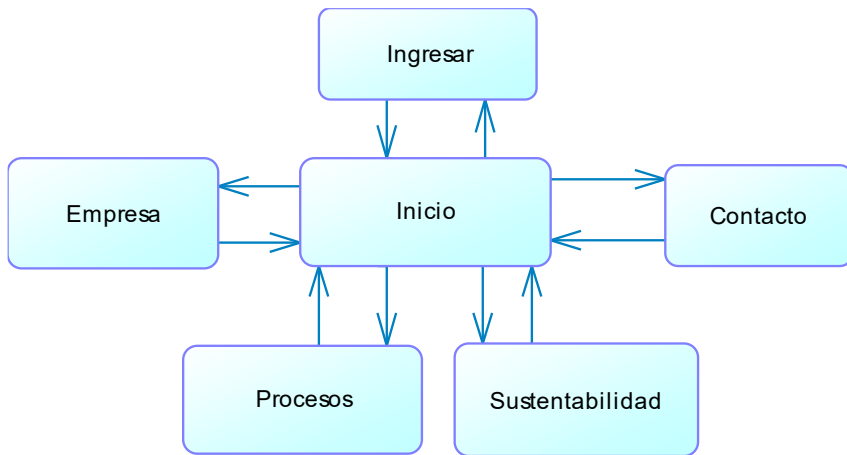 Ingresar
Empresa
Inicio
Contacto
Procesos
Sustentabilidad